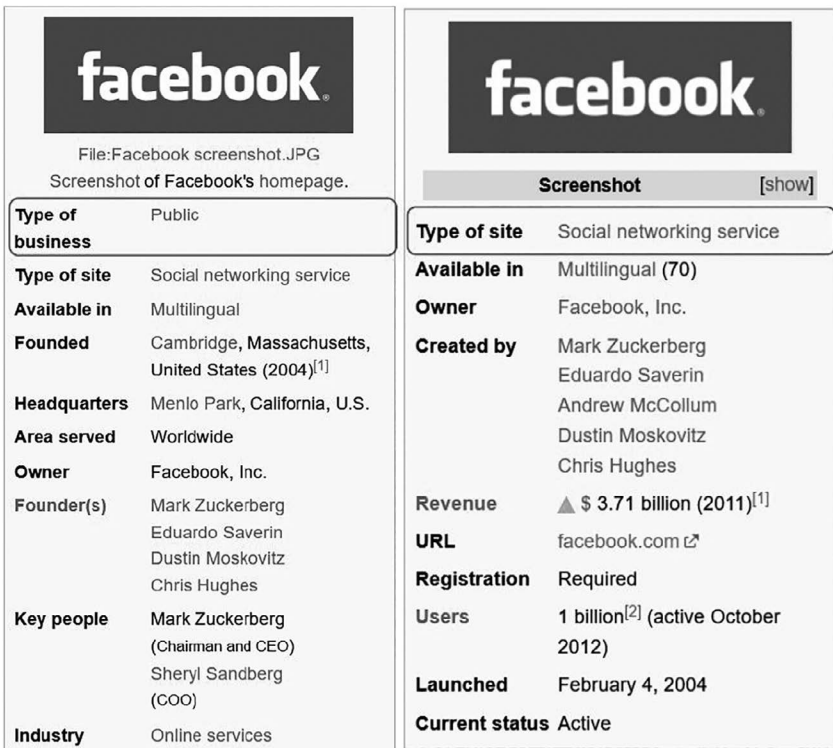 facebook®
File:Facebook screenshot.JPG
Screenshot of Facebook's homepage.
Type of business Public
Type of site Social networking service
Available in Multilingual
Founded Cambridge, Massachusetts,
United States (2004)[1]
Headquarters Menlo Park, California, U.S.
Area served Worldwide
Owner Facebook, Inc.
Founder(s) Mark Zuckerberg
Eduardo Saverin
Dustin Moskovitz
Chris Hughes
Key people Mark Zuckerberg
(Chairman and CEO)
Sheryl Sandberg
(COO)
Industry Online services
facebook®
Screenshot [show]
Type of site Social networking service
Available in Multilingual (70)
Owner Facebook, Inc.
Created by Mark Zuckerberg
Eduardo Saverin
Andrew McCollum
Dustin Moskovitz
Chris Hughes
Revenue ▲ $ 3.71 billion (2011)[1]
URL facebook.com
Registration Required
Users 1 billion[2] (active October
2012)
Launched February 4, 2004
Current status Active